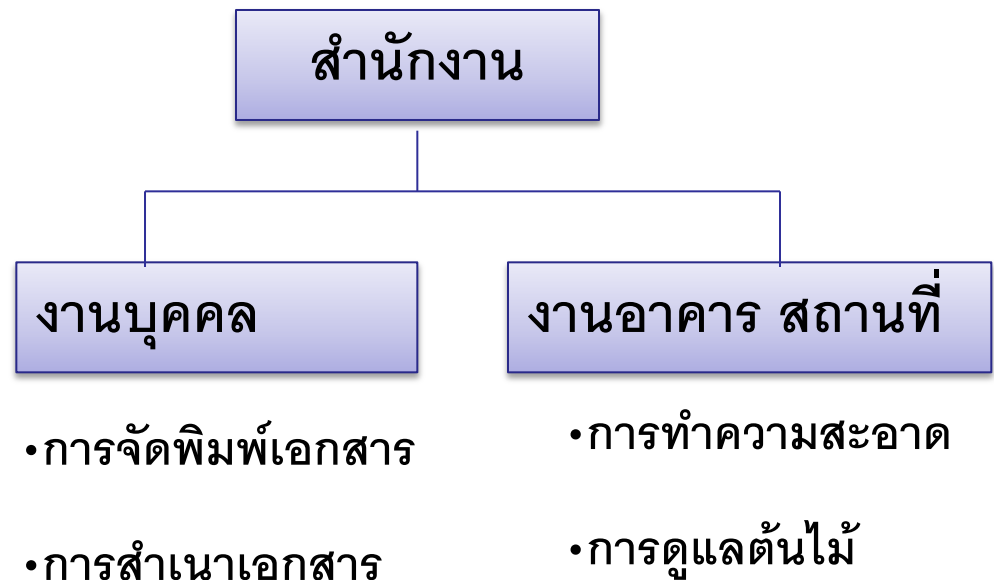 สำนักงาน
งานบุคคล
งานอาคาร สถานที่
•การจัดพิมพ์เอกสาร
•การสำเนาเอกสาร
•การทำความสะอาด
•การดูแลต้นไม้